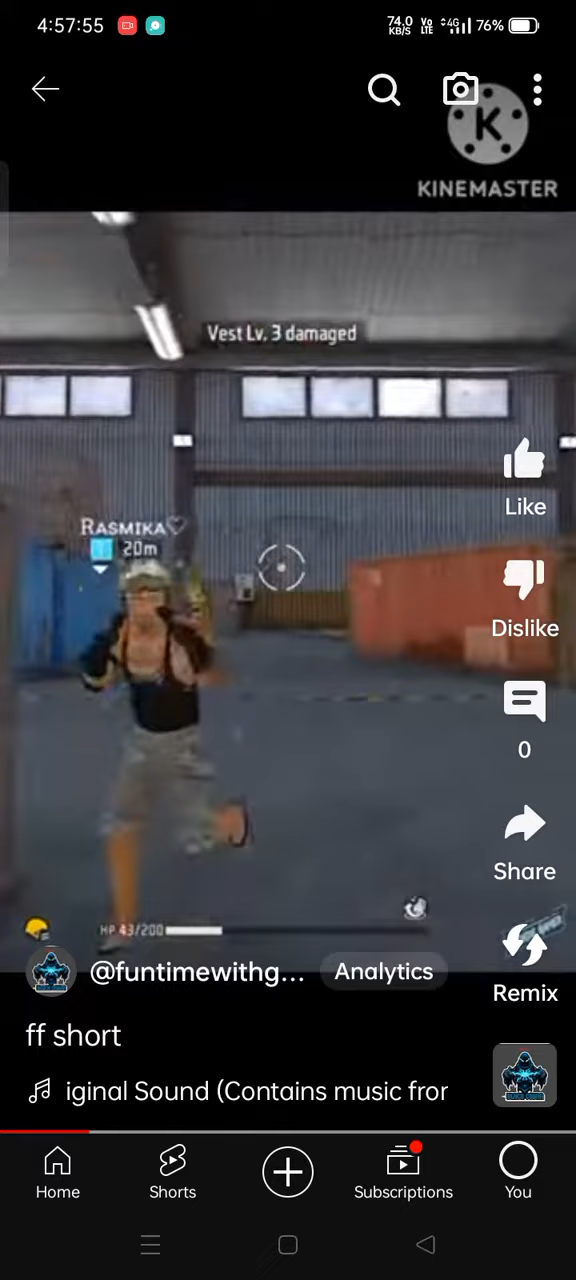 4:57:55 74.0 KB/S Vo LTE 4G 76%
K
KINEMASTER
Vest Lv. 3 damaged
RASMIKA♡
20m
Like
Dislike
0
Share
HP 43/200
@funtimewithg... Analytics
Remix
ff short
iginal Sound (Contains music fror
Home Shorts Subscriptions You